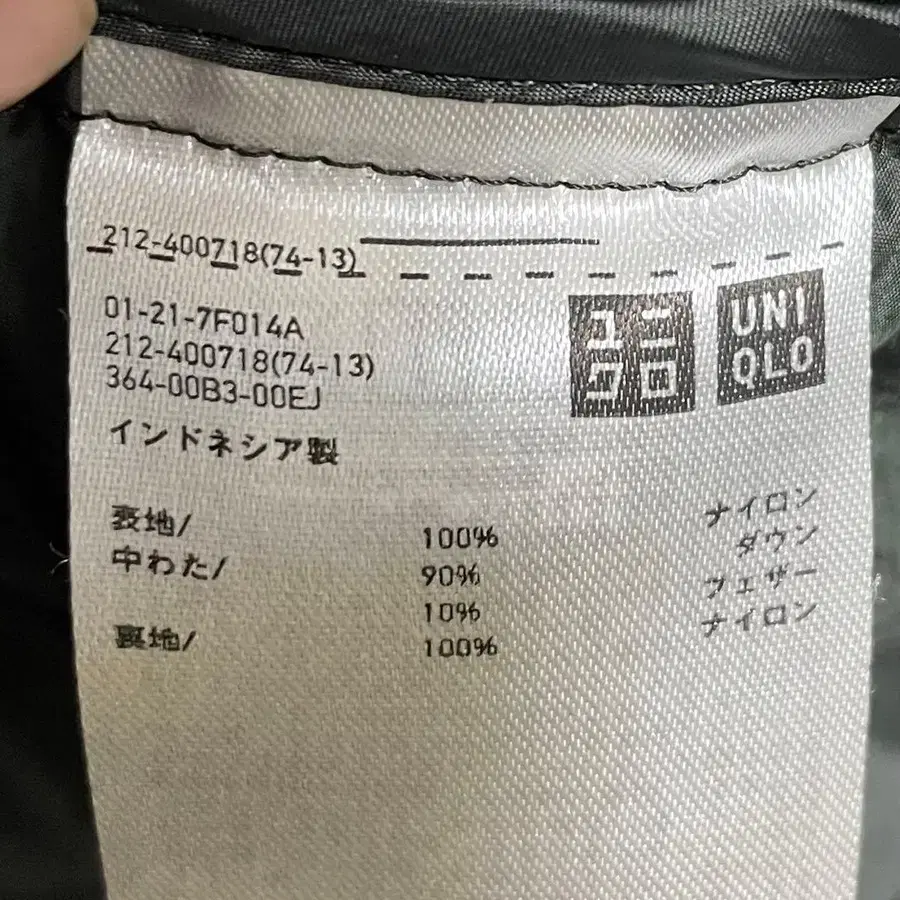 212-400718(74-13)
01-21-7F014A
212-400718(74-13)
364-00B3-00EJ
インドネシア製
ユニクロ
UNIQLO
表地/ 100% ナイロン
中わた/ 90% ダウン
10% フェザー
裏地/ 100% ナイロン